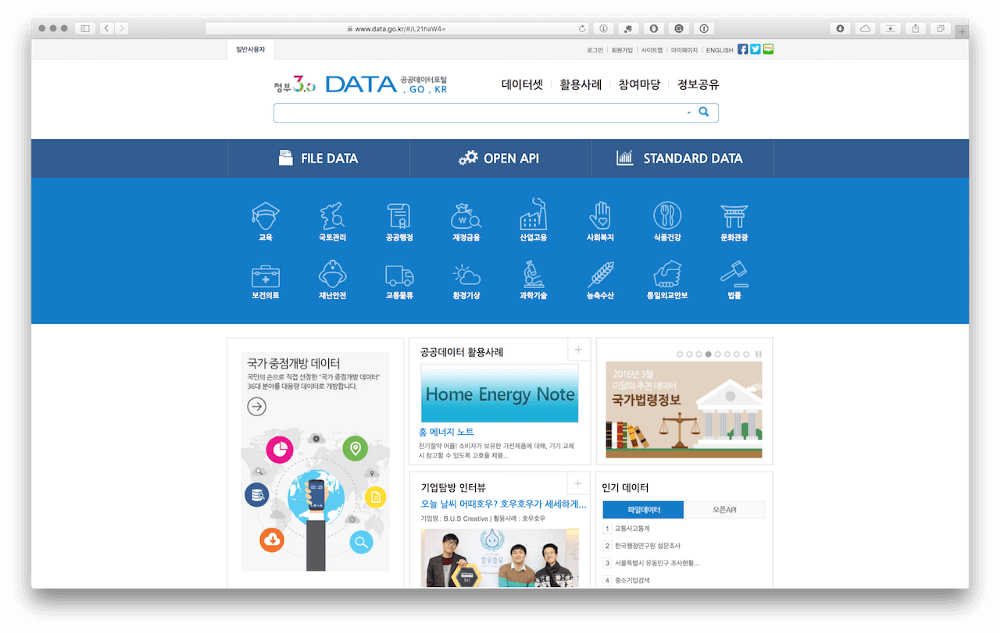 www.data.go.kr/#/L21haW4=
일반사용자
로그인 | 회원가입 | 사이트맵 | 마이페이지 | ENGLISH
정부3.0 DATA 공공데이터포털
.GO.KR
데이터셋 | 활용사례 | 참여마당 | 정보공유
FILE DATA
OPEN API
STANDARD DATA
교육 국토관리 공공행정 재정금융 산업고용 사회복지 식품건강 문화관광
보건의료 재난안전 교통물류 환경기상 과학기술 농축수산 통일외교안보 법률
국가 중점개방 데이터
국민의 손으로 직접 선정한 "국가 중점개방 데이터"
36대 분야를 대용량 데이터로 개방합니다.
공공데이터 활용사례
Home Energy Note
홈 에너지 노트
전기절약 어플! 소비자가 보유한 가전제품에 대해, 기기 교체
시 참고할 수 있도록 고효율 제품...
2016년 3월
이달의 추천 데이터
국가법령정보
기업탐방 인터뷰
오늘 날씨 어때호우? 호우호우가 세세하게...
기업명 : B.U.S Creative | 활용사례 : 호우호우
호우호우
인기 데이터
파일데이터
오픈API
1 교통사고통계
2 한국행정연구원 설문조사
3 서울특별시 유동인구 조사현황...
4 중소기업검색